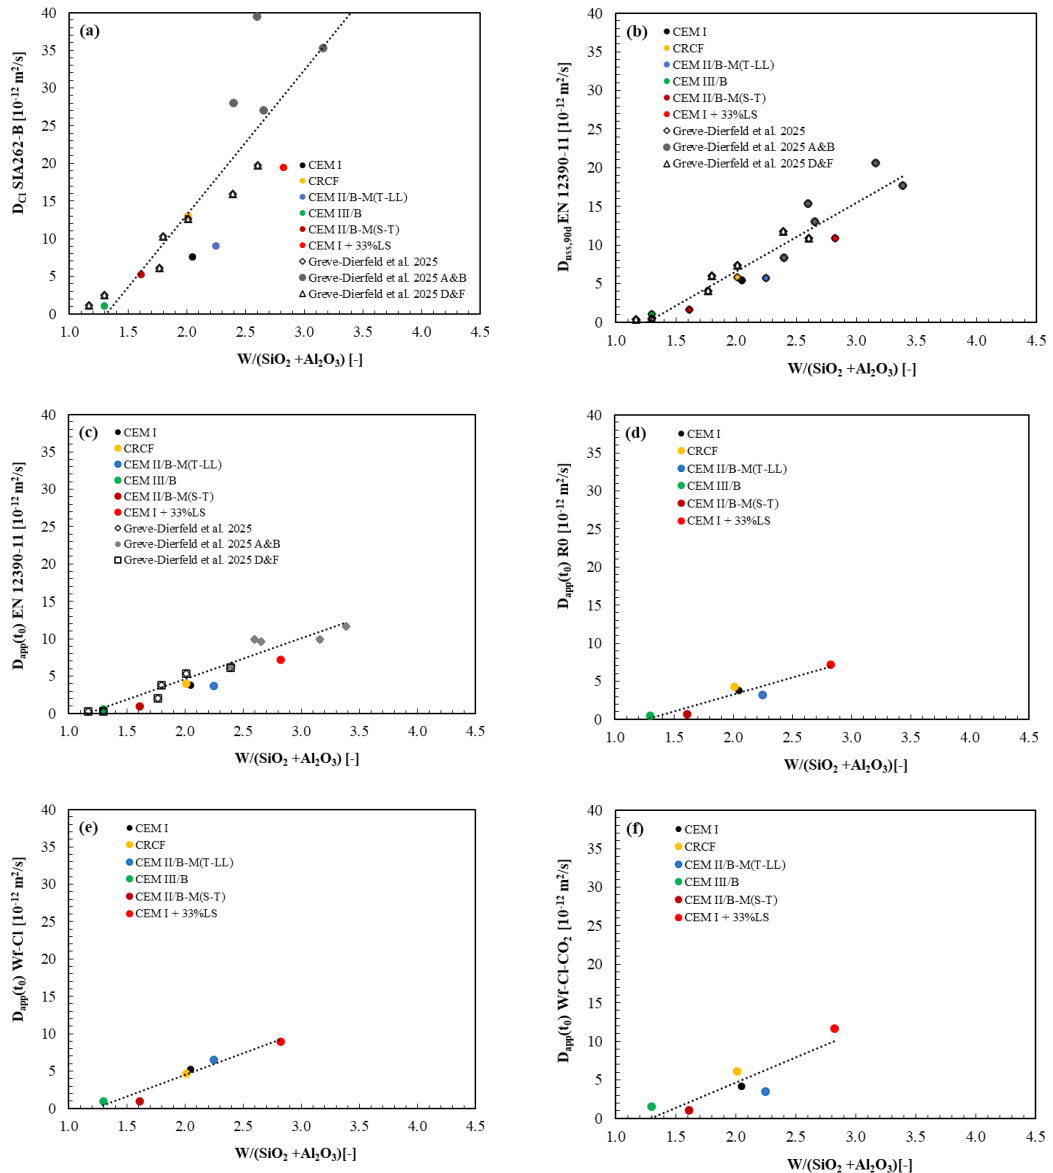 (a)
D_Cl SIA262-B [10⁻¹² m²/s]
40
35
30
25
20
15
10
5
0
CEM I
CRCF
CEM II/B-M(T-LL)
CEM III/B
CEM II/B-M(S-T)
CEM I + 33%LS
Greve-Dierfeld et al. 2025
Greve-Dierfeld et al. 2025 A&B
Greve-Dierfeld et al. 2025 D&F
1.0 1.5 2.0 2.5 3.0 3.5 4.0 4.5
W/(SiO₂ +Al₂O₃) [-]
(b)
D_nss,90d EN 12390-11 [10⁻¹² m²/s]
40
35
30
25
20
15
10
5
0
CEM I
CRCF
CEM II/B-M(T-LL)
CEM III/B
CEM II/B-M(S-T)
CEM I + 33%LS
Greve-Dierfeld et al. 2025
Greve-Dierfeld et al. 2025 A&B
Greve-Dierfeld et al. 2025 D&F
1.0 1.5 2.0 2.5 3.0 3.5 4.0 4.5
W/(SiO₂ +Al₂O₃) [-]
(c)
D_app(t₀) EN 12390-11 [10⁻¹² m²/s]
40
35
30
25
20
15
10
5
0
CEM I
CRCF
CEM II/B-M(T-LL)
CEM III/B
CEM II/B-M(S-T)
CEM I + 33%LS
Greve-Dierfeld et al. 2025
Greve-Dierfeld et al. 2025 A&B
Greve-Dierfeld et al. 2025 D&F
1.0 1.5 2.0 2.5 3.0 3.5 4.0 4.5
W/(SiO₂ +Al₂O₃) [-]
(d)
D_app(t₀) R0 [10⁻¹² m²/s]
40
35
30
25
20
15
10
5
0
CEM I
CRCF
CEM II/B-M(T-LL)
CEM III/B
CEM II/B-M(S-T)
CEM I + 33%LS
1.0 1.5 2.0 2.5 3.0 3.5 4.0 4.5
W/(SiO₂ +Al₂O₃)[-]
(e)
D_app(t₀) Wf-Cl [10⁻¹² m²/s]
40
35
30
25
20
15
10
5
0
CEM I
CRCF
CEM II/B-M(T-LL)
CEM III/B
CEM II/B-M(S-T)
CEM I + 33%LS
1.0 1.5 2.0 2.5 3.0 3.5 4.0 4.5
W/(SiO₂ +Al₂O₃)[-]
(f)
D_app(t₀) Wf-Cl-CO₂ [10⁻¹² m²/s]
40
35
30
25
20
15
10
5
0
CEM I
CRCF
CEM II/B-M(T-LL)
CEM III/B
CEM II/B-M(S-T)
CEM I + 33%LS
1.0 1.5 2.0 2.5 3.0 3.5 4.0 4.5
W/(SiO₂ +Al₂O₃) [-]